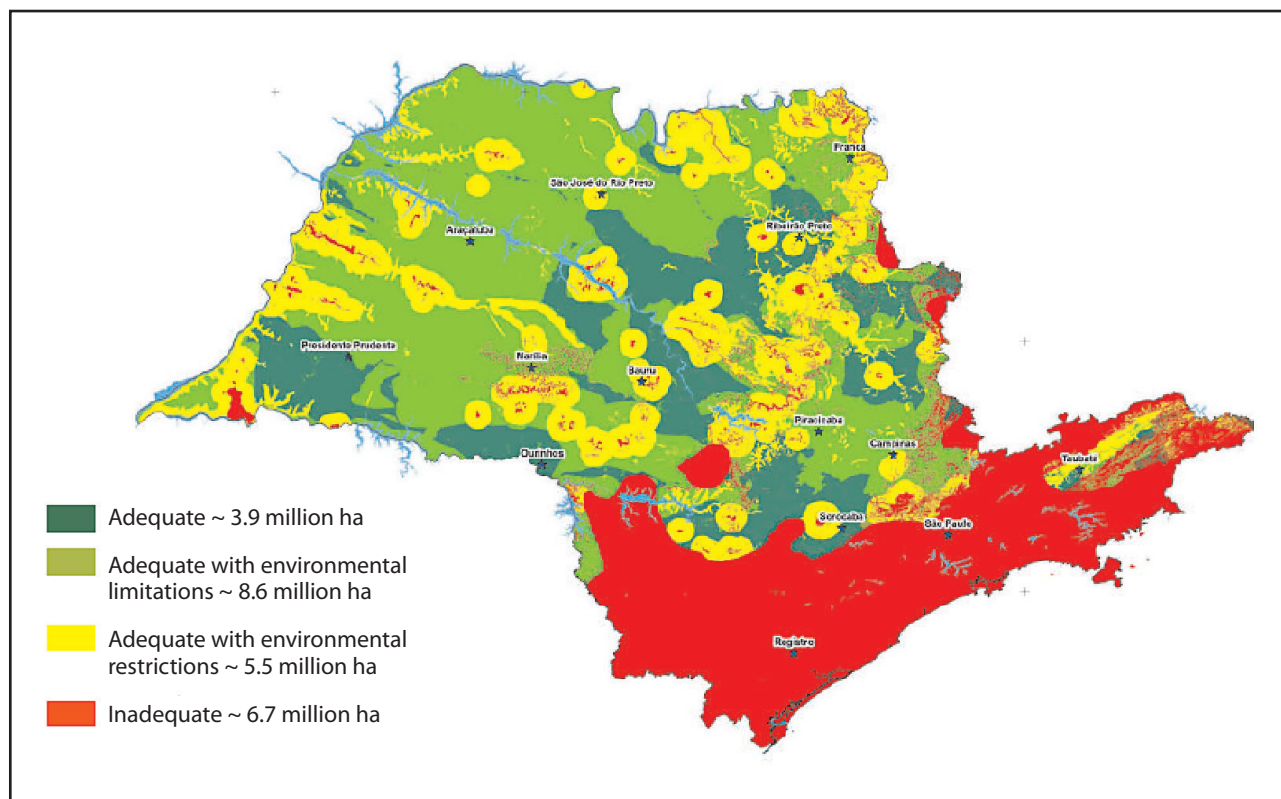 Franca
São José do Rio Preto
Ribeirão Preto
Araçatuba
Presidente Prudente
Marília
Bauru
Piracicaba
Campinas
Ourinhos
Taubaté
Sorocaba
São Paulo
Registro
Adequate ~ 3.9 million ha
Adequate with environmental
limitations ~ 8.6 million ha
Adequate with environmental
restrictions ~ 5.5 million ha
Inadequate ~ 6.7 million ha